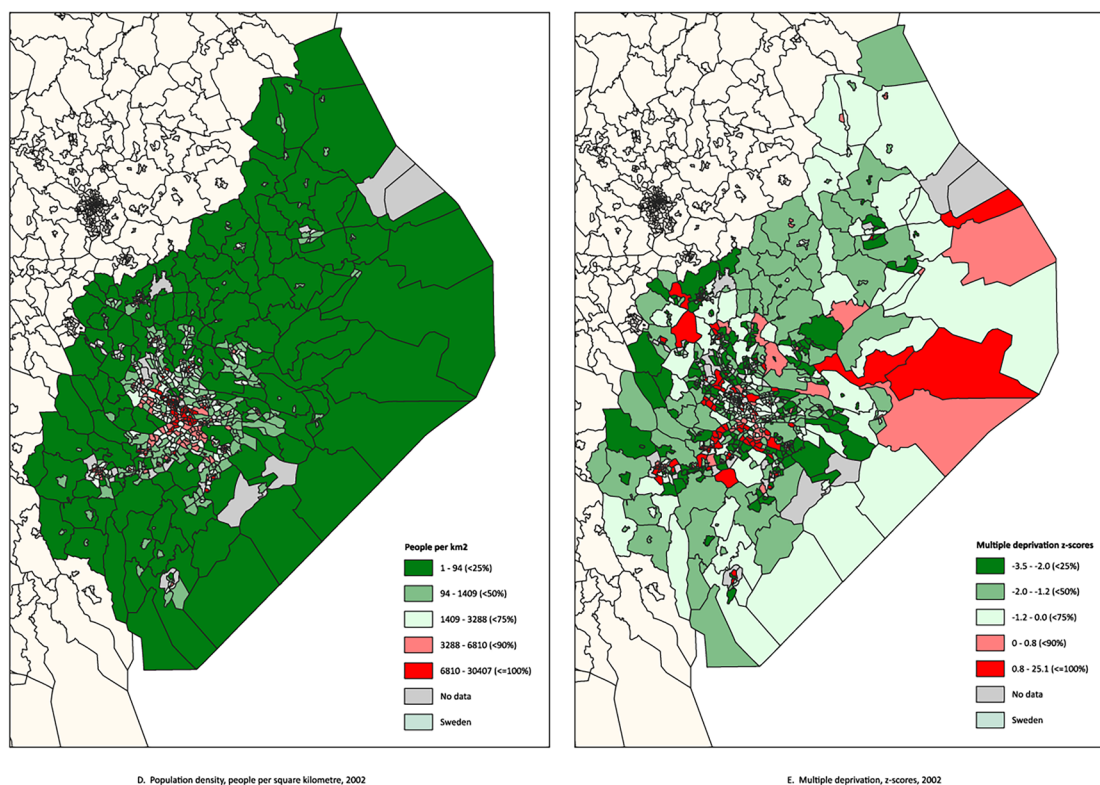 People per km2
1 - 94 (<25%)
94 - 1409 (<50%)
1409 - 3288 (<75%)
3288 - 6810 (<90%)
6810 - 30407 (<=100%)
No data
Sweden
D. Population density, people per square kilometre, 2002
Multiple deprivation z-scores
-3.5 - -2.0 (<25%)
-2.0 - -1.2 (<50%)
-1.2 - 0.0 (<75%)
0 - 0.8 (<90%)
0.8 - 25.1 (<=100%)
No data
Sweden
E. Multiple deprivation, z-scores, 2002